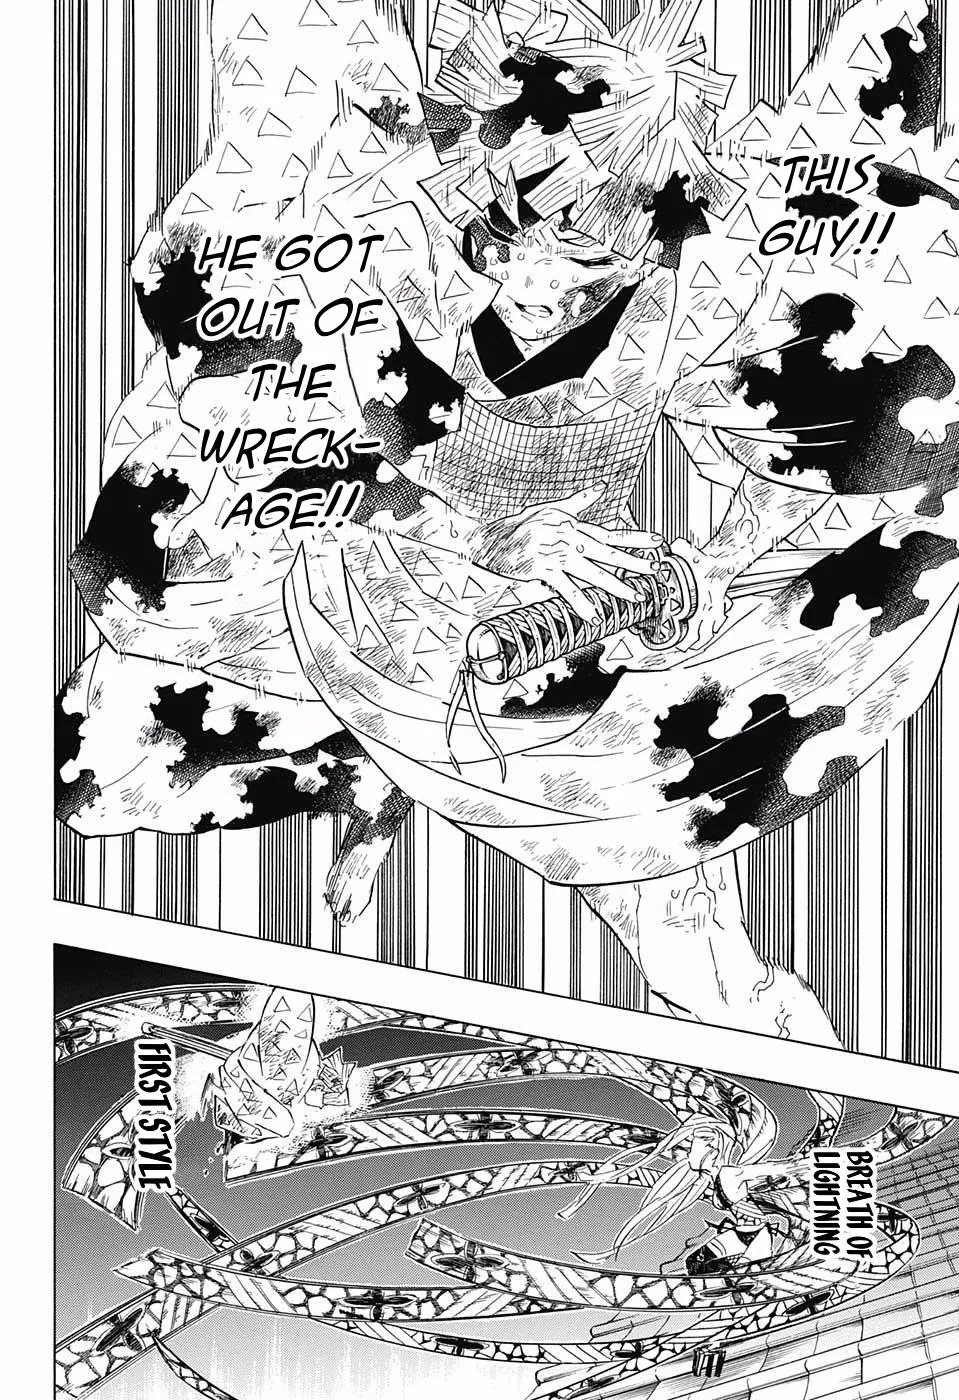 THIS
GUY!!
HE GOT
OUT OF
THE
WRECK-
AGE!!
BREATH OF
LIGHTNING
FIRST STYLE